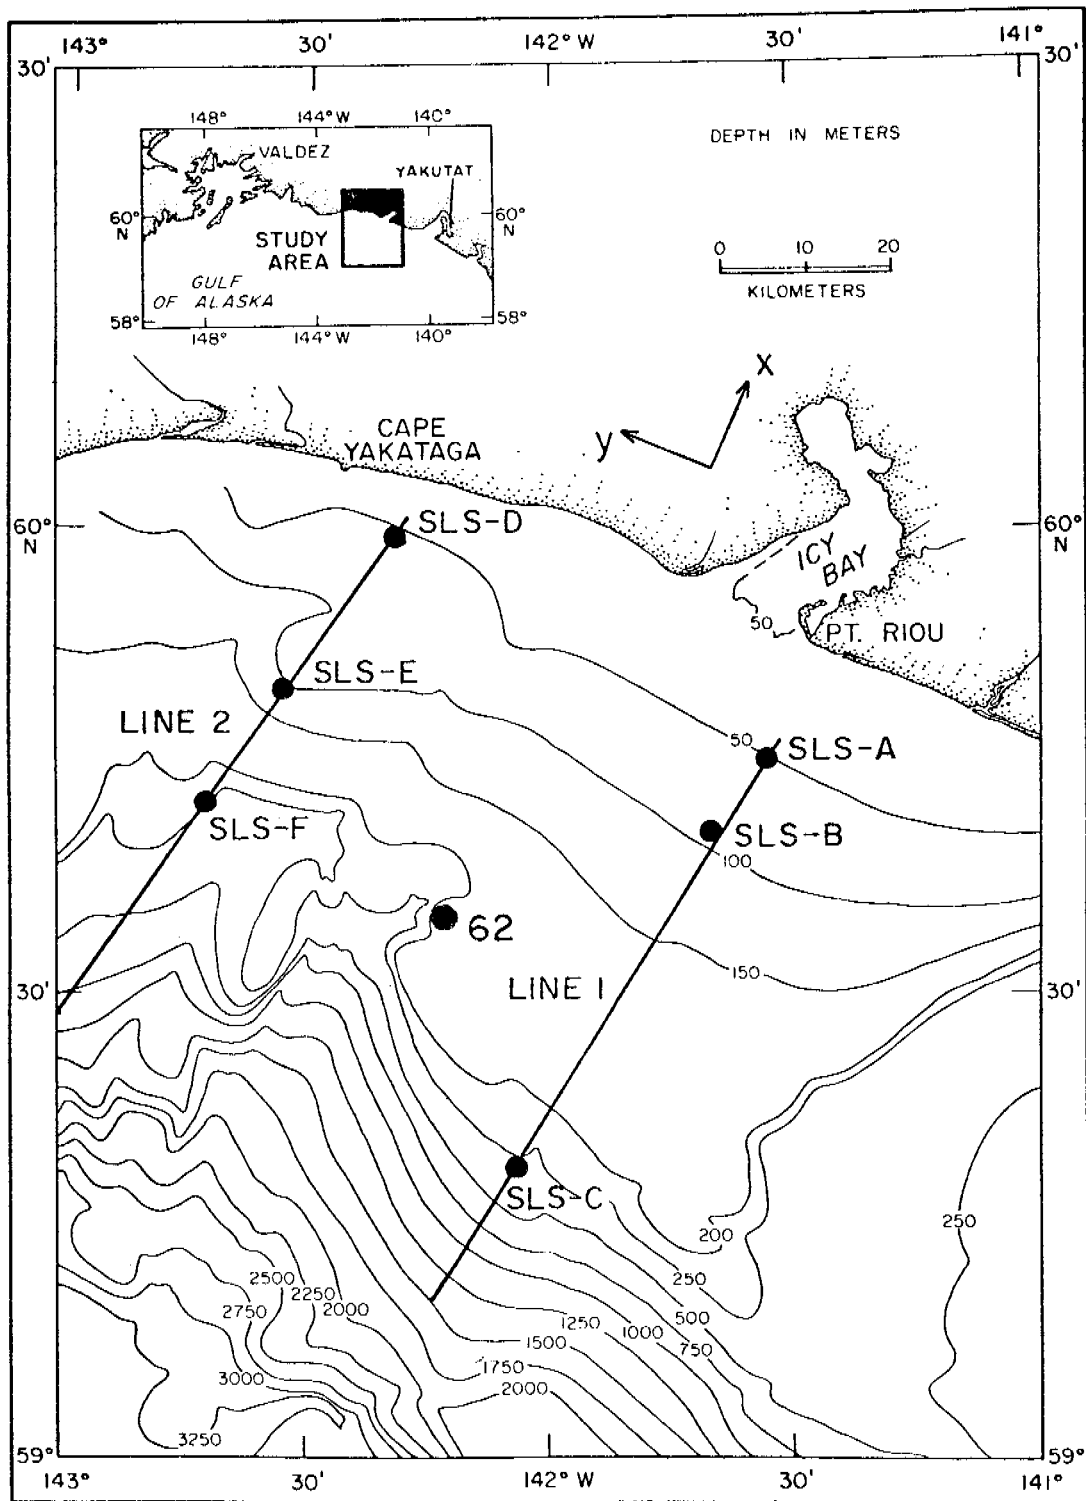 143° 30' 142° W 30' 141°
30' 30'
148° 144° W 140°
VALDEZ
YAKUTAT
60°
N
60°
N
STUDY
AREA
GULF
OF ALASKA
58° 58°
148° 144° W 140°
DEPTH IN METERS
0 10 20
KILOMETERS
x
y
CAPE
YAKATAGA
60°
N
60°
N
SLS-D
ICY
BAY
50
PT. RIOU
SLS-E
LINE 2
50
SLS-A
SLS-F
SLS-B
100
62
150
LINE 1
30' 30'
SLS-C
200
250
250
500
750
1000
1250
1500
1750
2000
2500
2250
2000
2750
3000
3250
59° 59°
143° 30' 142° W 30' 141°